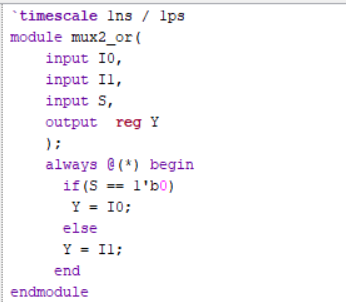 `timescale 1ns / 1ps
module mux2_or(
input I0,
input I1,
input S,
output reg Y
);
always @(*) begin
if(S == 1'b0)
Y = I0;
else
Y = I1;
end
endmodule